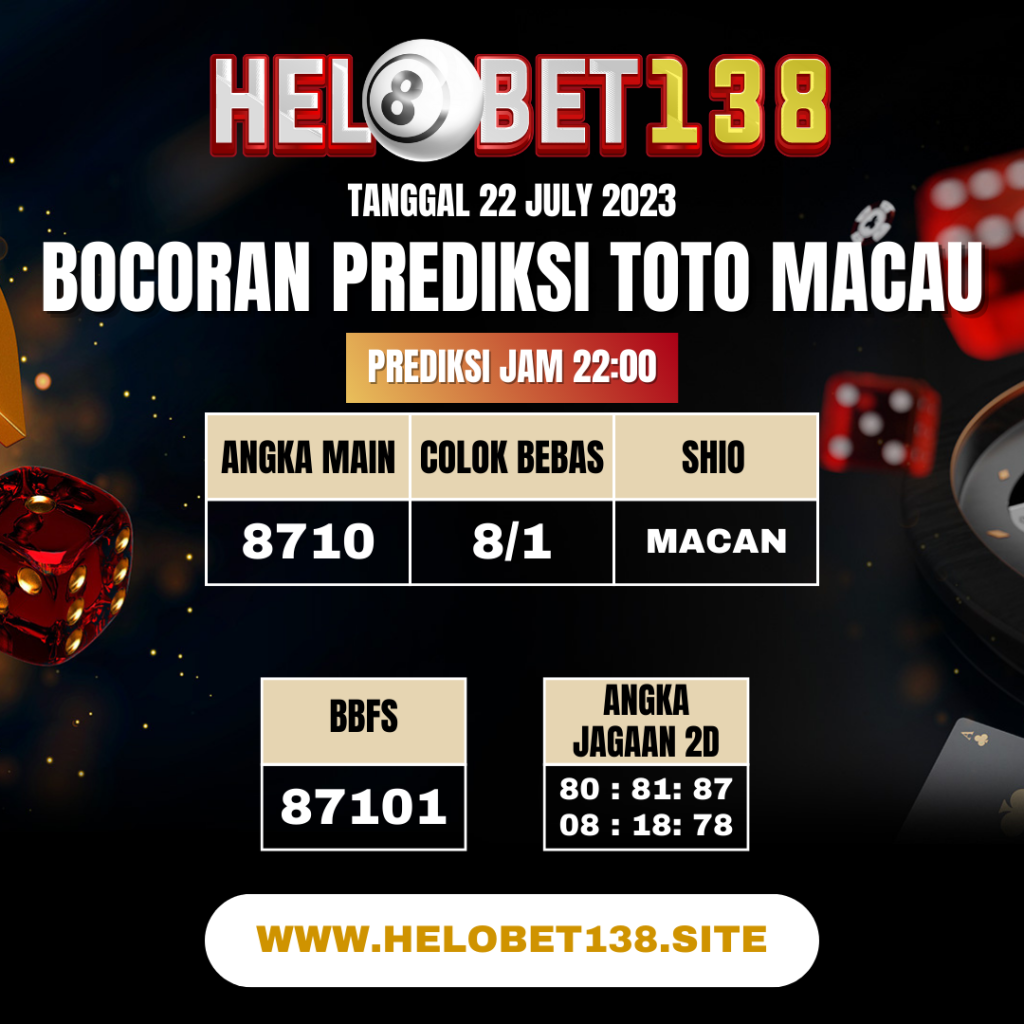 HELOBET138
TANGGAL 22 JULY 2023
BOCORAN PREDIKSI TOTO MACAU
PREDIKSI JAM 22:00
ANGKA MAIN COLOK BEBAS SHIO
8710 8/1 MACAN
BBFS
87101
ANGKA
JAGAAN 2D
80 : 81: 87
08 : 18: 78
A
WWW.HELOBET138.SITE